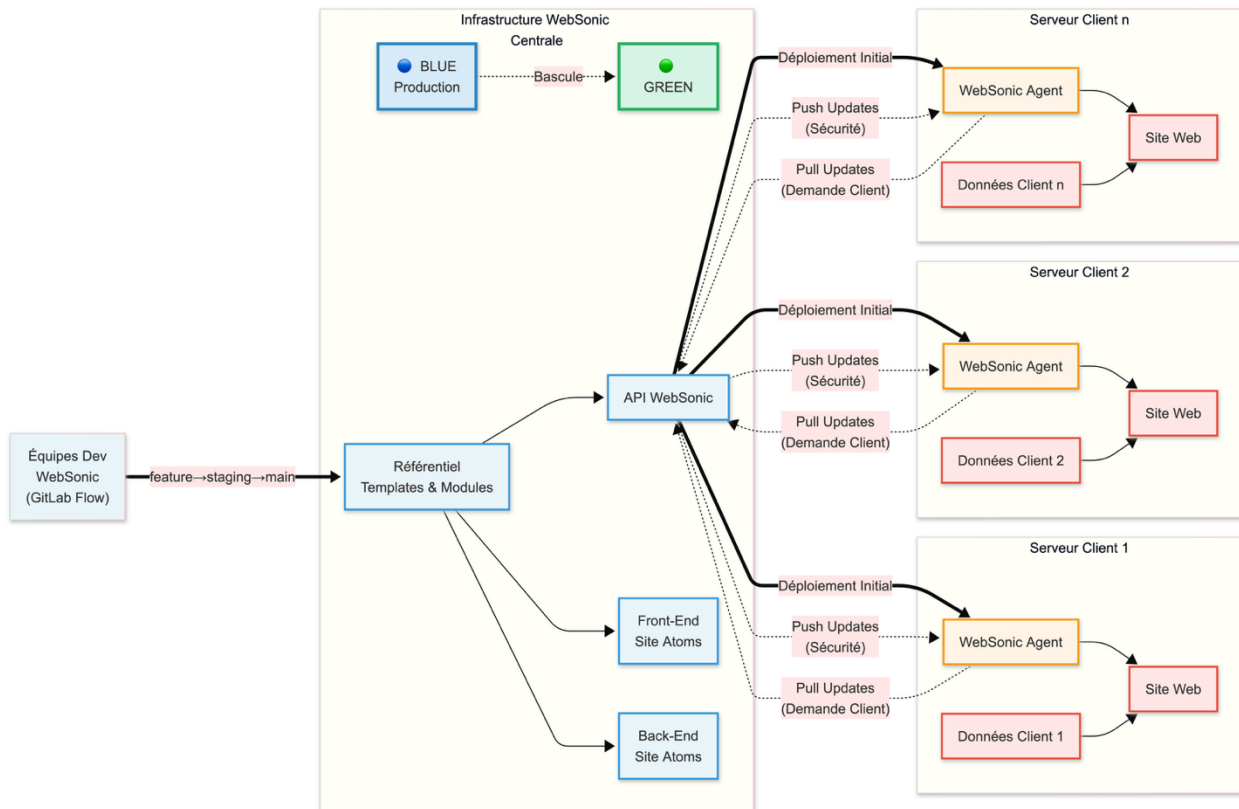 Infrastructure WebSonic
Centrale
BLUE
Production
Bascule
GREEN
Équipes Dev
WebSonic
(GitLab Flow)
feature→staging→main
Référentiel
Templates & Modules
API WebSonic
Front-End
Site Atoms
Back-End
Site Atoms
Serveur Client n
Déploiement Initial
Push Updates
(Sécurité)
Pull Updates
(Demande Client)
WebSonic Agent
Site Web
Données Client n
Serveur Client 2
Déploiement Initial
Push Updates
(Sécurité)
Pull Updates
(Demande Client)
WebSonic Agent
Site Web
Données Client 2
Serveur Client 1
Déploiement Initial
Push Updates
(Sécurité)
Pull Updates
(Demande Client)
WebSonic Agent
Site Web
Données Client 1